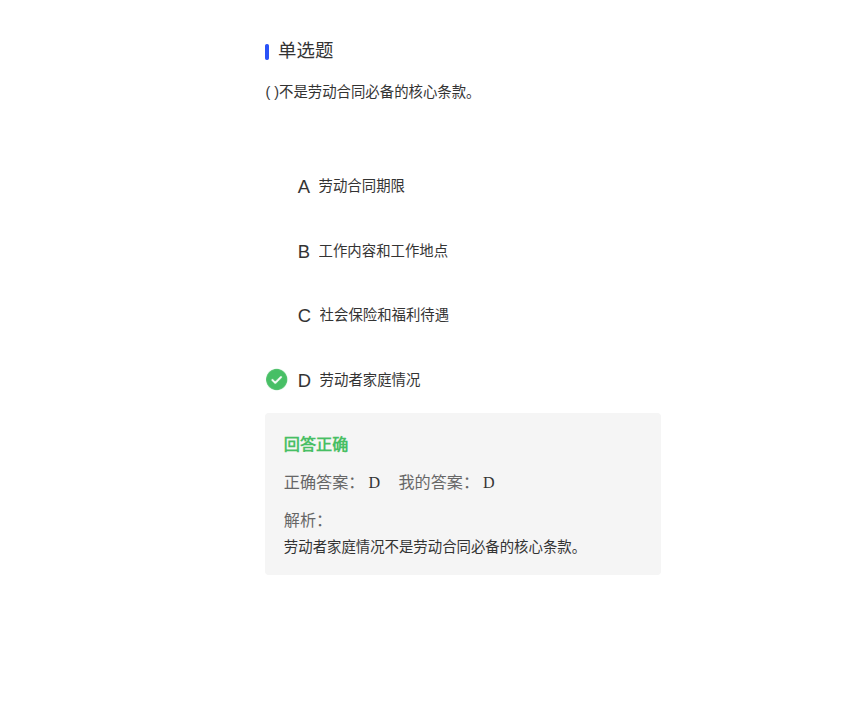 单选题
( )不是劳动合同必备的核心条款。
A 劳动合同期限
B 工作内容和工作地点
C 社会保险和福利待遇
D 劳动者家庭情况
回答正确
正确答案： D 我的答案： D
解析：
劳动者家庭情况不是劳动合同必备的核心条款。